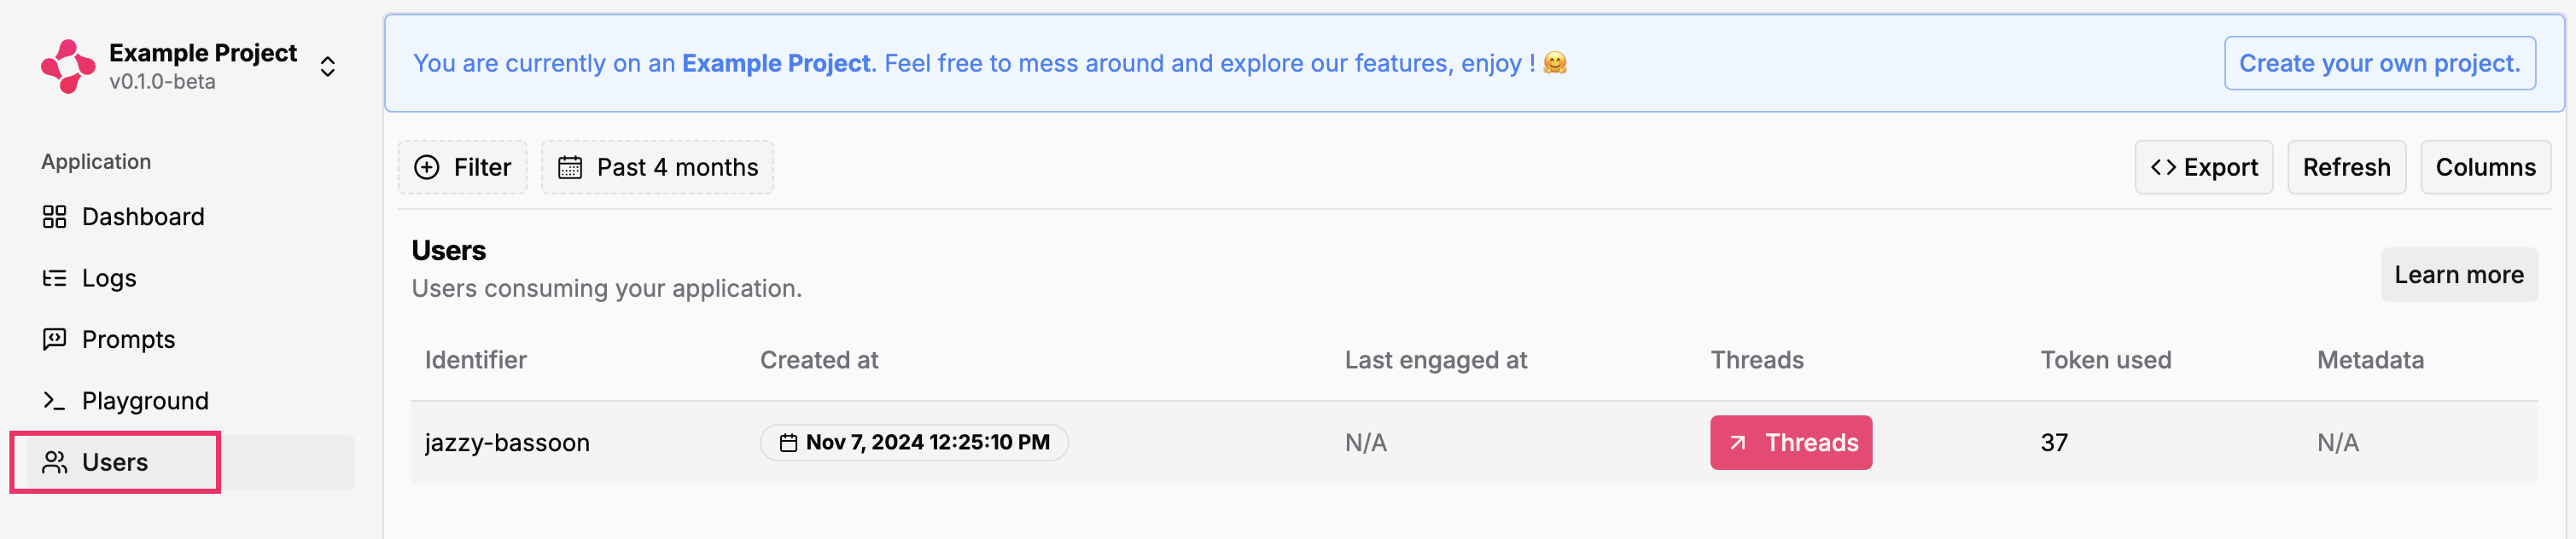 Example Project
v0.1.0-beta
Application
Dashboard
Logs
Prompts
Playground
Users
You are currently on an Example Project. Feel free to mess around and explore our features, enjoy ! 🤗
Create your own project.
Filter
Past 4 months
Export
Refresh
Columns
Users
Users consuming your application.
Learn more
Identifier Created at Last engaged at Threads Token used Metadata
jazzy-bassoon Nov 7, 2024 12:25:10 PM N/A Threads 37 N/A